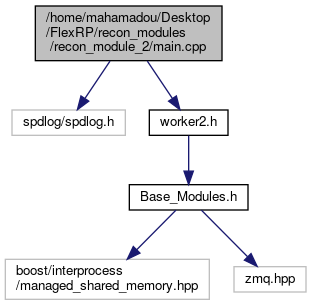 /home/mahamadou/Desktop
/FlexRP/recon_modules
/recon_module_2/main.cpp
spdlog/spdlog.h
worker2.h
Base_Modules.h
boost/interprocess
/managed_shared_memory.hpp
zmq.hpp